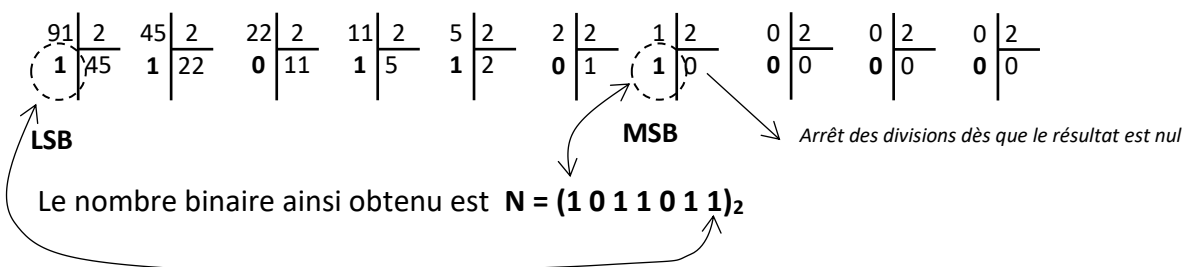 91 2 45 2 22 2 11 2 5 2 2 2 1 2 0 2 0 2 0 2
1 45 1 22 0 11 1 5 1 2 0 1 1 0 0 0 0 0 0 0
LSB MSB Arrêt des divisions dès que le résultat est nul
Le nombre binaire ainsi obtenu est N = (1 0 1 1 0 1 1)2